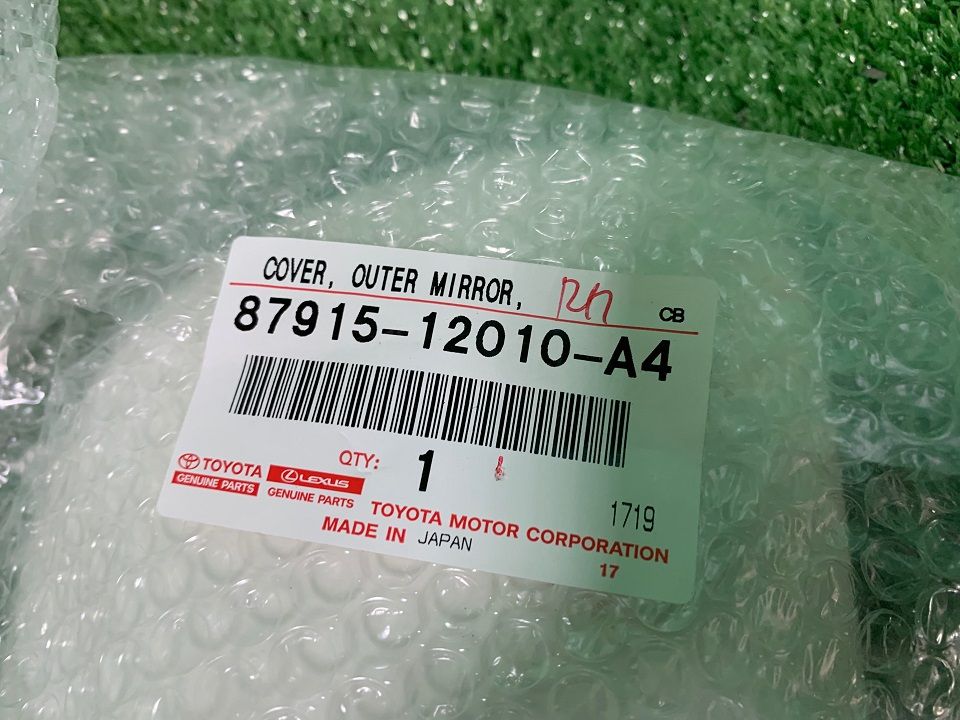 COVER, OUTER MIRROR, RH CB
87915-12010-A4
QTY: 1
TOYOTA LEXUS
GENUINE PARTS GENUINE PARTS
1719
TOYOTA MOTOR CORPORATION
MADE IN JAPAN
17